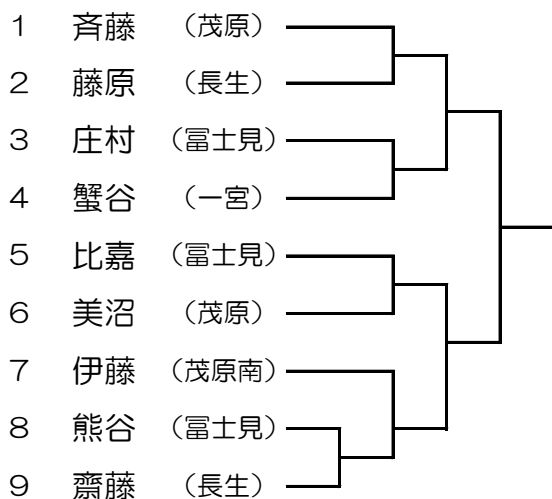 1 斉藤 （茂原）
2 藤原 （長生）
3 庄村 （冨士見）
4 蟹谷 （一宮）
5 比嘉 （冨士見）
6 美沼 （茂原）
7 伊藤 （茂原南）
8 熊谷 （冨士見）
9 齋藤 （長生）